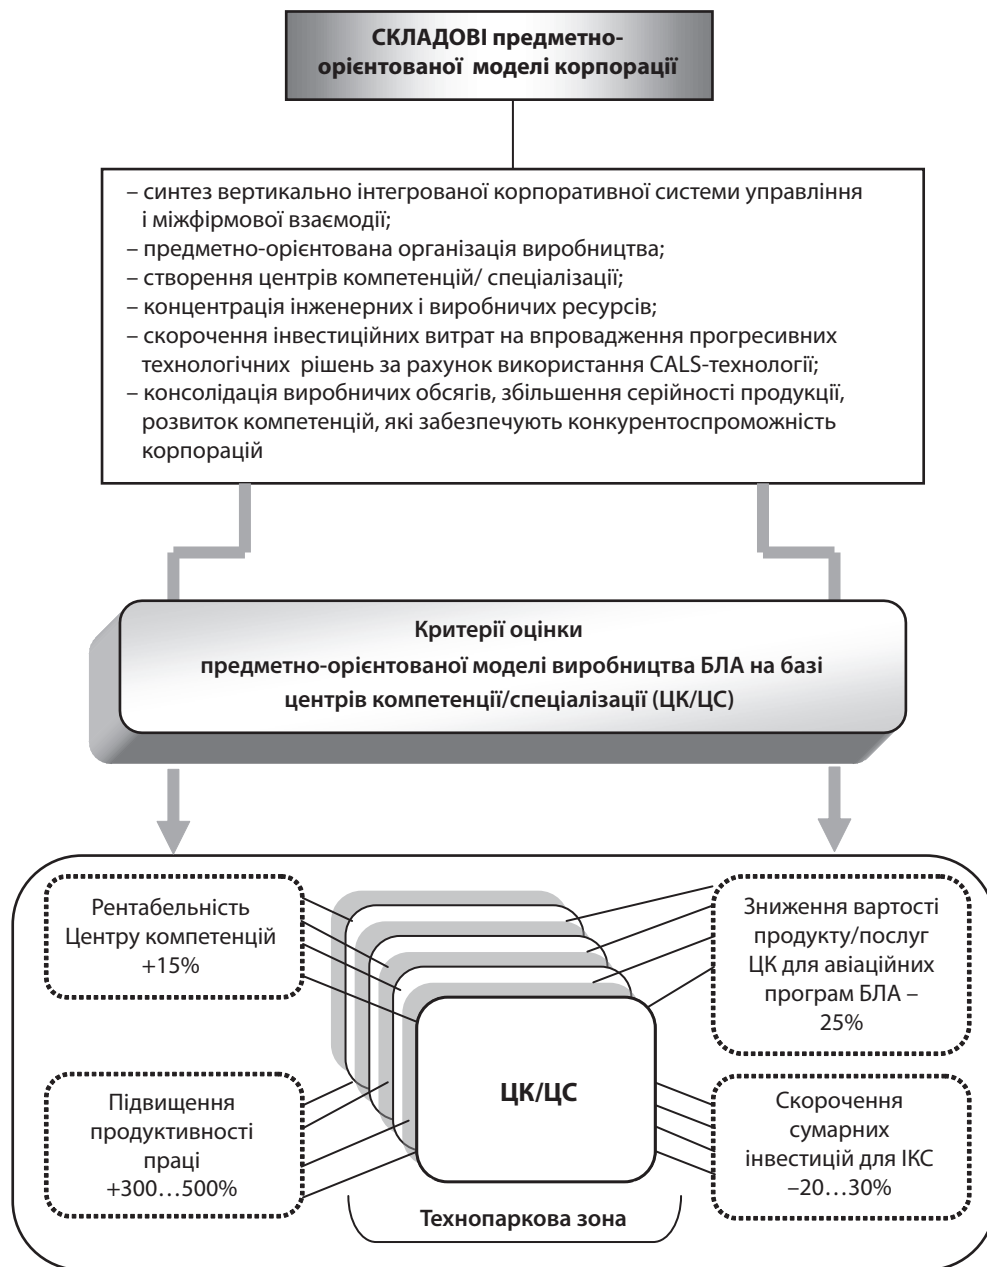 СКЛАДОВІ предметно-
орієнтованої моделі корпорації
– синтез вертикально інтегрованої корпоративної системи управління
і міжфірмової взаємодії;
– предметно-орієнтована організація виробництва;
– створення центрів компетенцій/ спеціалізації;
– концентрація інженерних і виробничих ресурсів;
– скорочення інвестиційних витрат на впровадження прогресивних
технологічних рішень за рахунок використання CALS-технології;
– консолідація виробничих обсягів, збільшення серійності продукції,
розвиток компетенцій, які забезпечують конкурентоспроможність
корпорацій
Критерії оцінки
предметно-орієнтованої моделі виробництва БЛА на базі
центрів компетенції/спеціалізації (ЦК/ЦС)
Рентабельність
Центру компетенцій
+15%
Зниження вартості
продукту/послуг
ЦК для авіаційних
програм БЛА –
25%
ЦК/ЦС
Підвищення
продуктивності
праці
+300…500%
Скорочення
сумарних
інвестицій для ІКС
–20…30%
Технопаркова зона